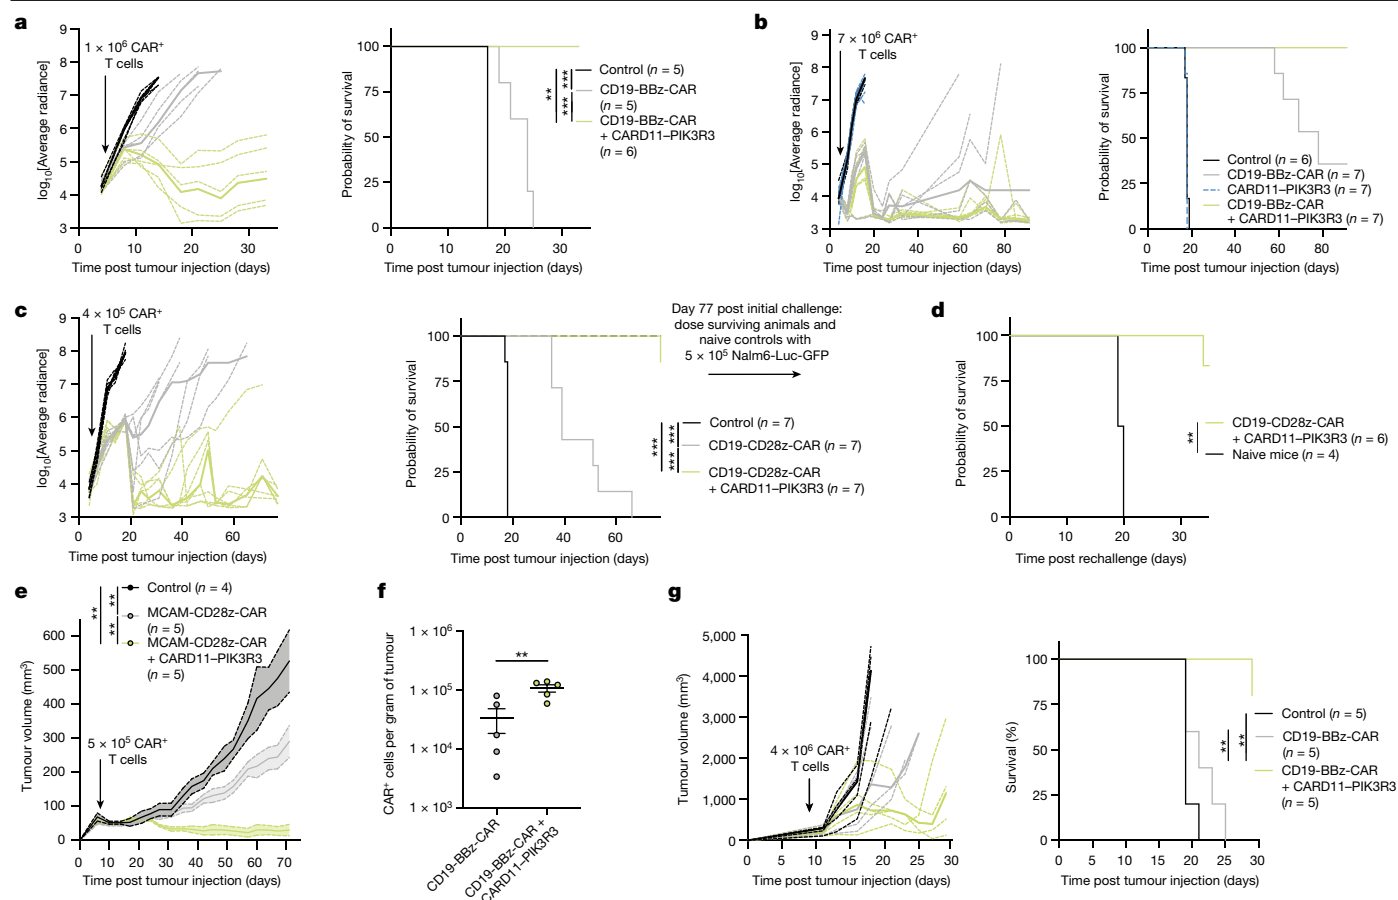 a
9
8
7
6
5
4
3
log10[Average radiance]
1 × 10⁶ CAR⁺
T cells
0
10
20
30
Time post tumour injection (days)
100
75
50
25
0
Probability of survival
0
10
20
30
Time post tumour injection (days)
**
***
***
Control (n = 5)
CD19-BBz-CAR
(n = 5)
CD19-BBz-CAR
+ CARD11–PIK3R3
(n = 6)
b
9
8
7
6
5
4
3
log10[Average radiance]
7 × 10⁶ CAR⁺
T cells
0
20
40
60
80
Time post tumour injection (days)
100
75
50
25
0
Probability of survival
0
40
60
80
Time post tumour injection (days)
20
Control (n = 6)
CD19-BBz-CAR (n = 7)
CARD11–PIK3R3 (n = 7)
CD19-BBz-CAR
+ CARD11–PIK3R3 (n = 7)
c
9
8
7
6
5
4
3
log10[Average radiance]
4 × 10⁵ CAR⁺
T cells
0
20
40
60
Time post tumour injection (days)
100
75
50
25
0
Probability of survival
0
20
40
60
Time post tumour injection (days)
Day 77 post initial challenge:
dose surviving animals and
naive controls with
5 × 10⁵ Nalm6-Luc-GFP
***
***
***
Control (n = 7)
CD19-CD28z-CAR (n = 7)
CD19-CD28z-CAR
+ CARD11–PIK3R3 (n = 7)
d
100
75
50
25
0
Probability of survival
0
10
20
30
Time post rechallenge (days)
**
CD19-CD28z-CAR
+ CARD11–PIK3R3 (n = 6)
Naive mice (n = 4)
e
**
**
**
Control (n = 4)
MCAM-CD28z-CAR
(n = 5)
MCAM-CD28z-CAR
+ CARD11–PIK3R3
(n = 5)
600
500
400
300
200
100
0
Tumour volume (mm³)
5 × 10⁵ CAR⁺
T cells
0
10
20
30
40
50
60
70
Time post tumour injection (days)
f
1 × 10⁶
1 × 10⁵
1 × 10⁴
1 × 10³
CAR⁺ cells per gram of tumour
**
CD19-BBz-CAR
CD19-BBz-CAR +
CARD11–PIK3R3
g
5,000
4,000
3,000
2,000
1,000
0
Tumour volume (mm³)
4 × 10⁶ CAR⁺
T cells
0
5
10
15
20
25
30
Time post tumour injection (days)
100
75
50
25
0
Survival (%)
0
5
10
15
20
25
30
Time post tumour injection (days)
**
**
Control (n = 5)
CD19-BBz-CAR
(n = 5)
CD19-BBz-CAR
+ CARD11–PIK3R3
(n = 5)